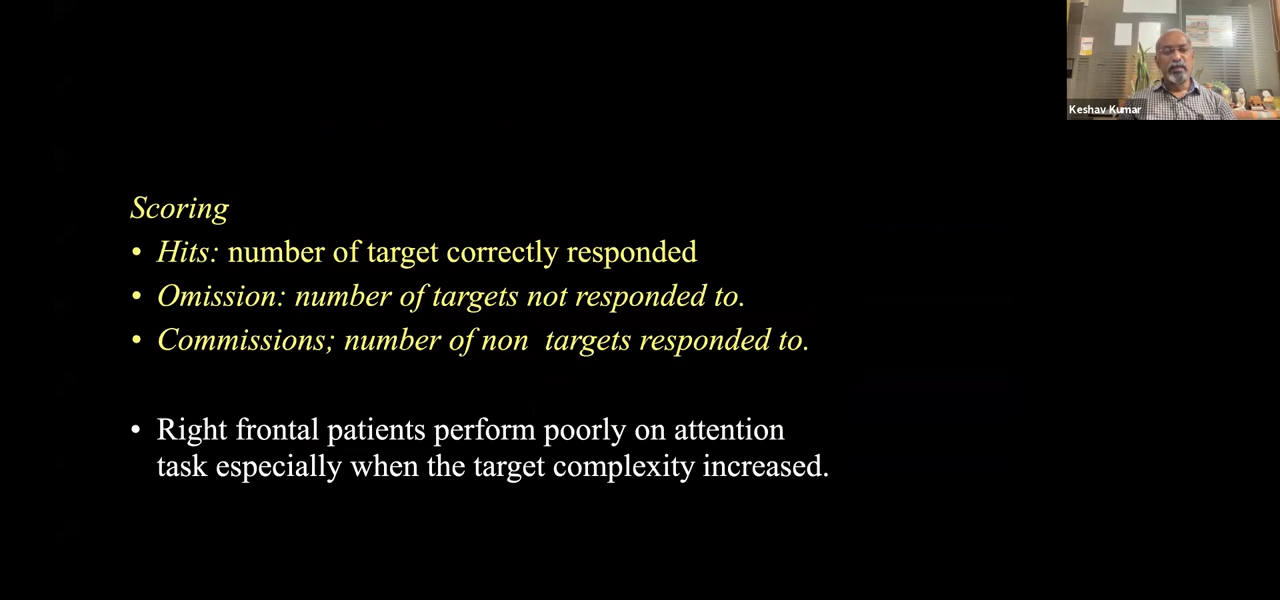 Keshav Kumar
Scoring
• Hits: number of target correctly responded
• Omission: number of targets not responded to.
• Commissions; number of non  targets responded to.
• Right frontal patients perform poorly on attention
task especially when the target complexity increased.